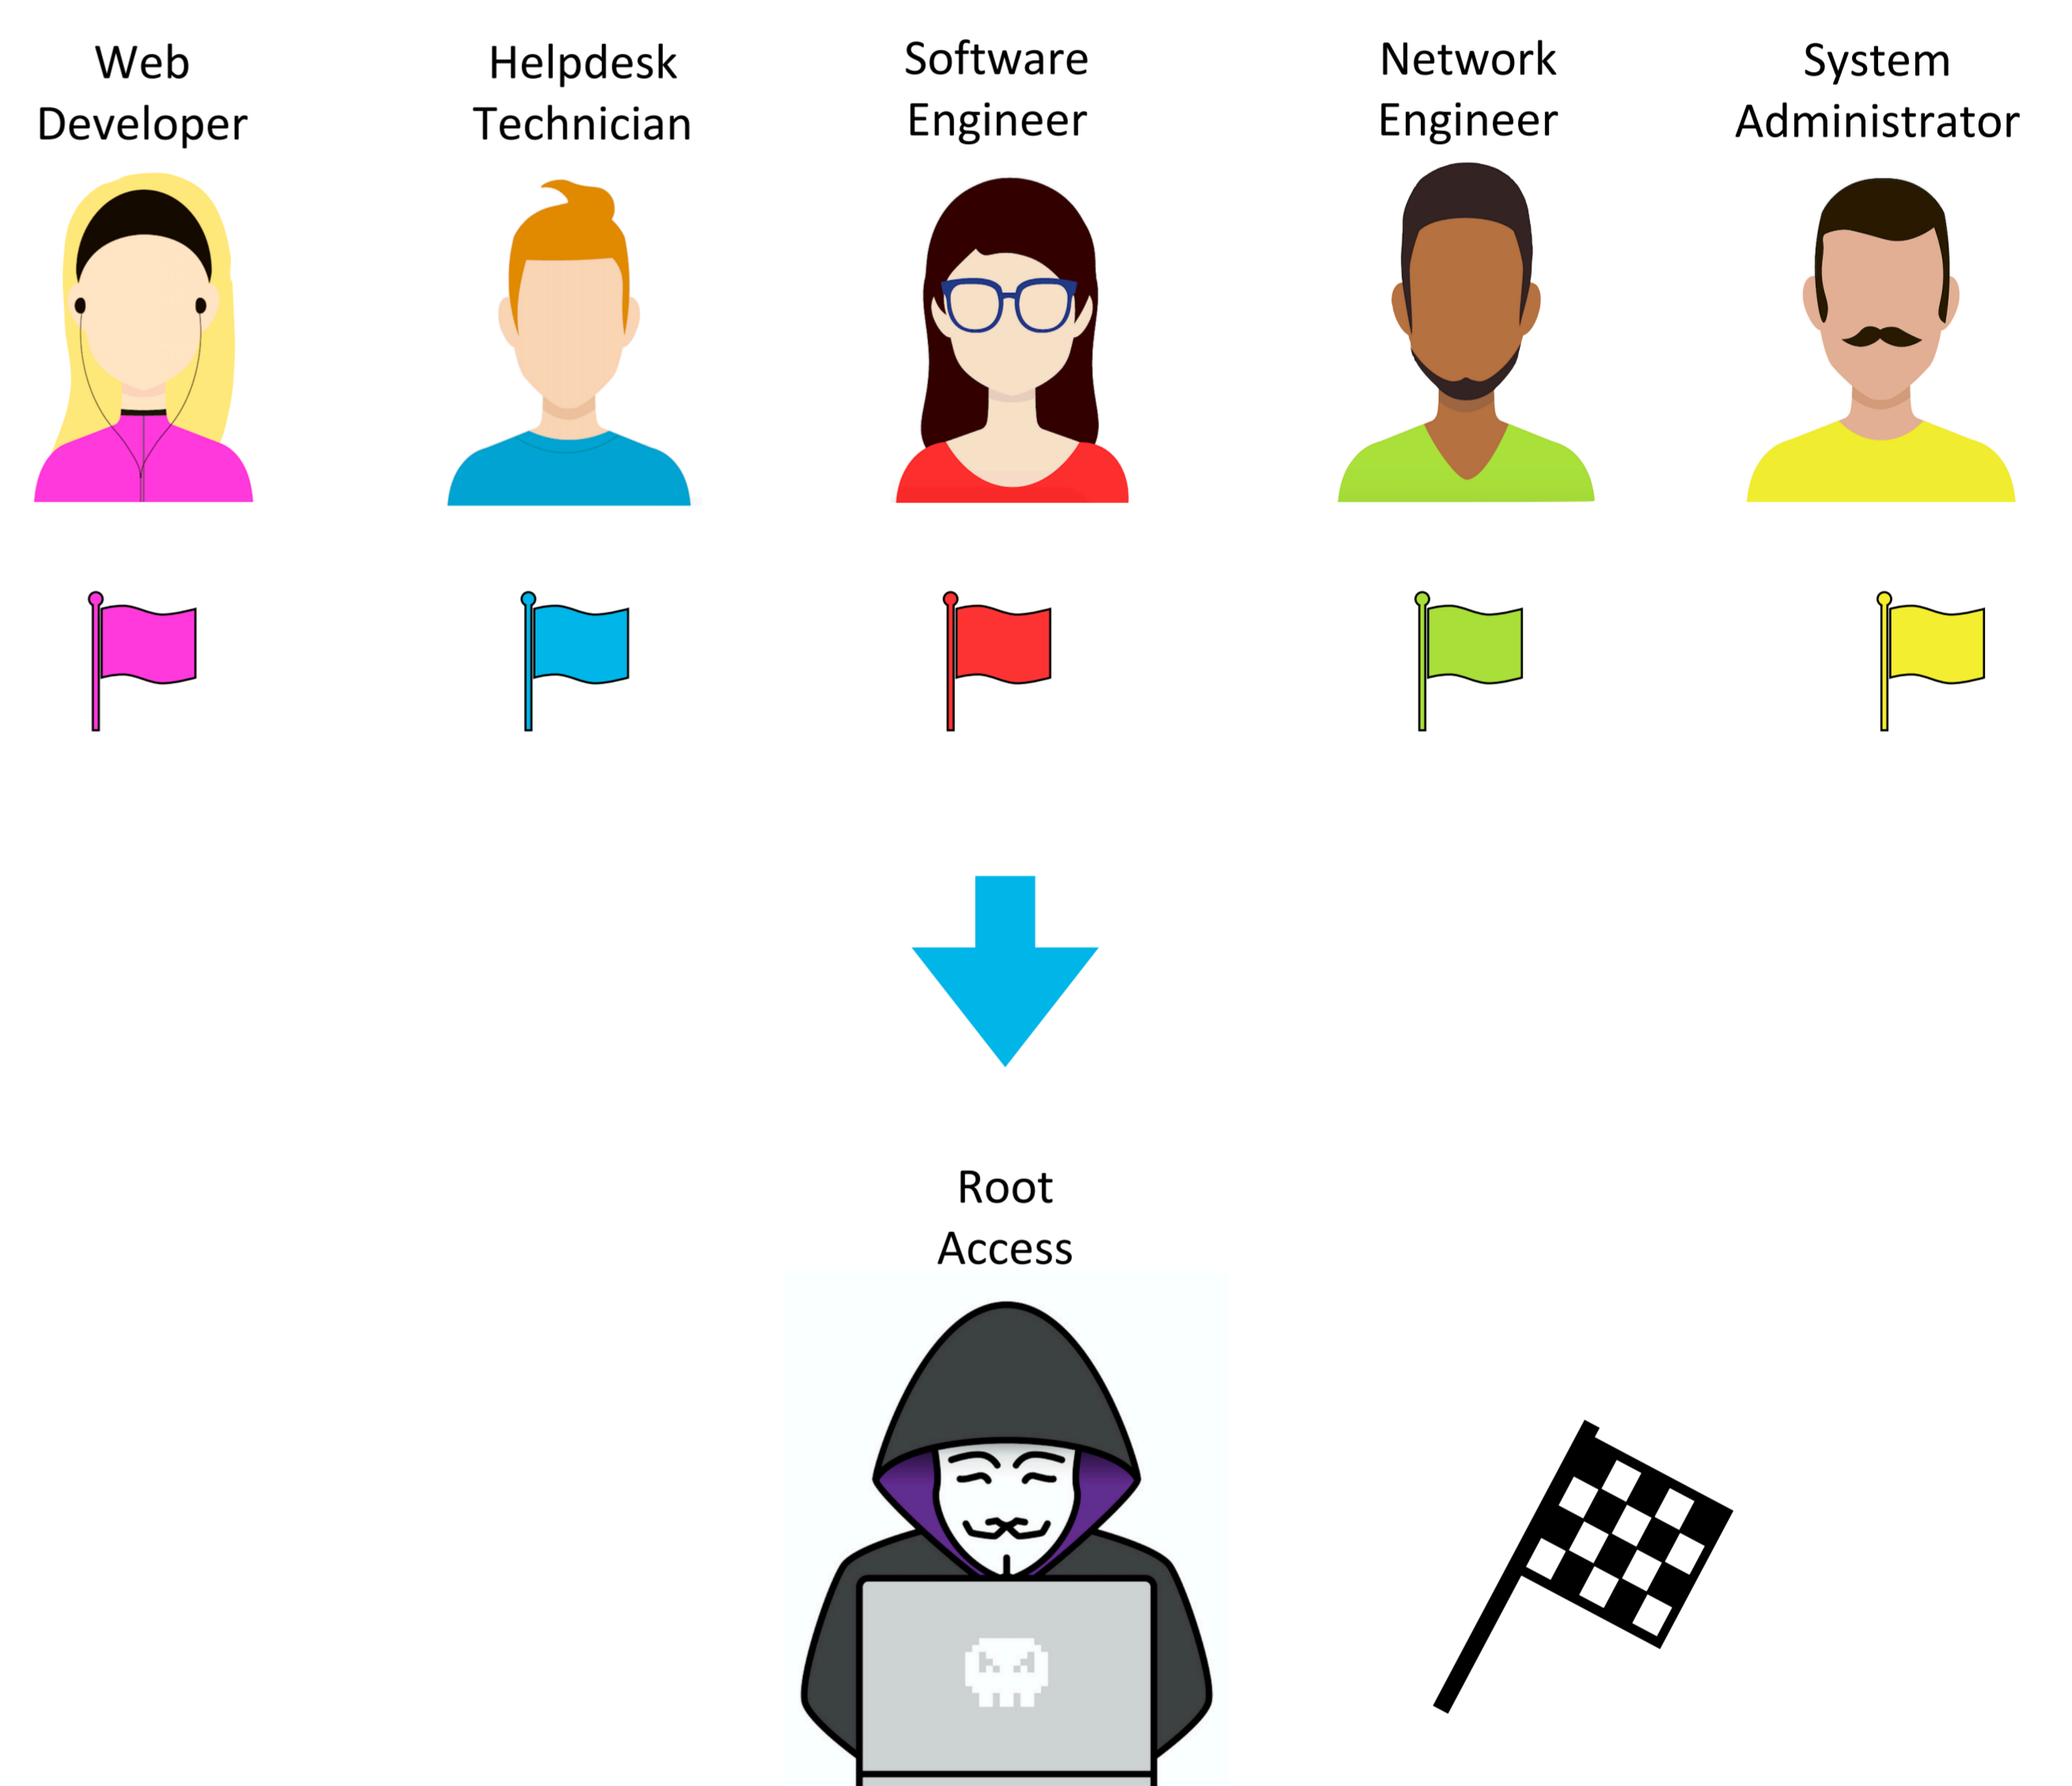 Web
Developer
Helpdesk
Technician
Software
Engineer
Network
Engineer
System
Administrator
Root
Access